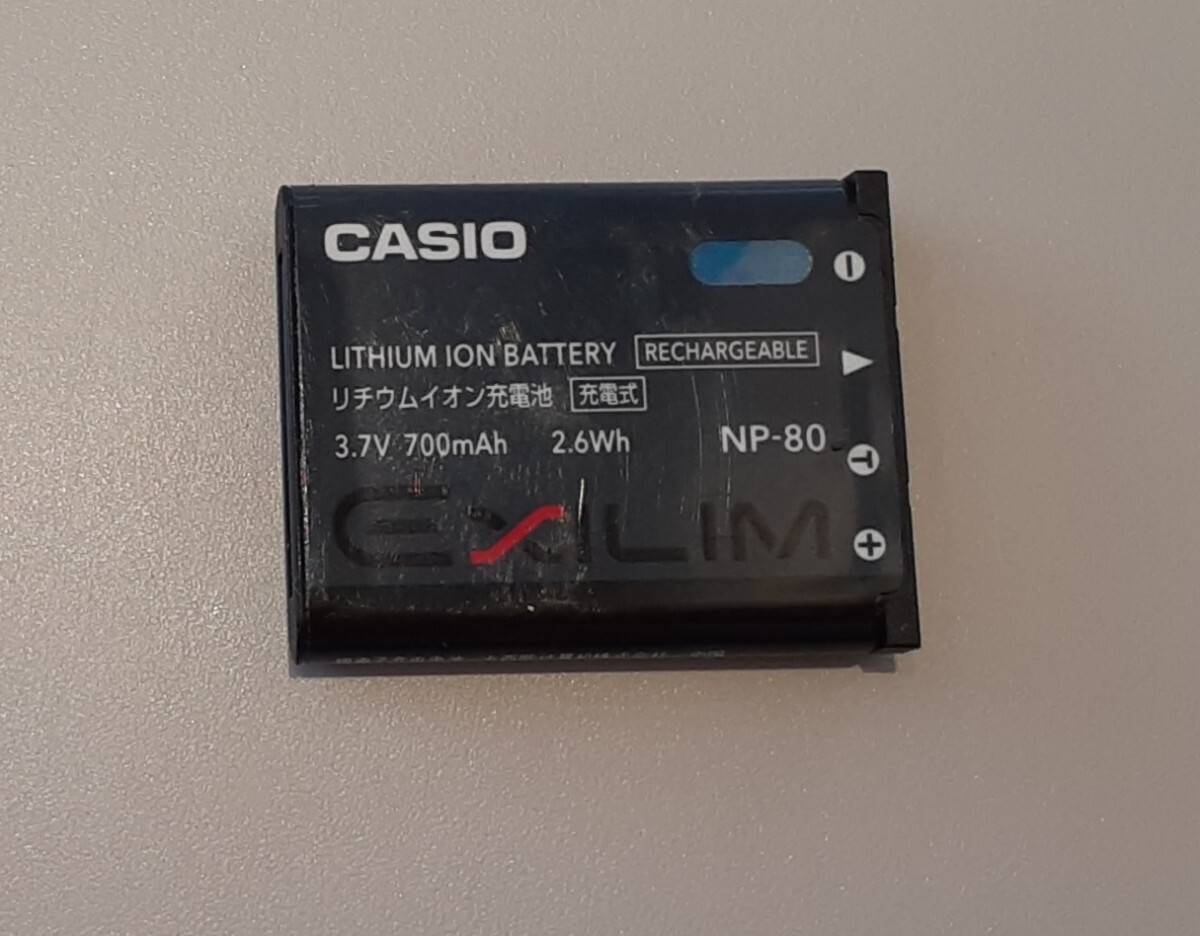 CASIO
LITHIUM ION BATTERY RECHARGEABLE
リチウムイオン充電池 充電式
3.7V 700mAh 2.6Wh NP-80
EXILIM
T